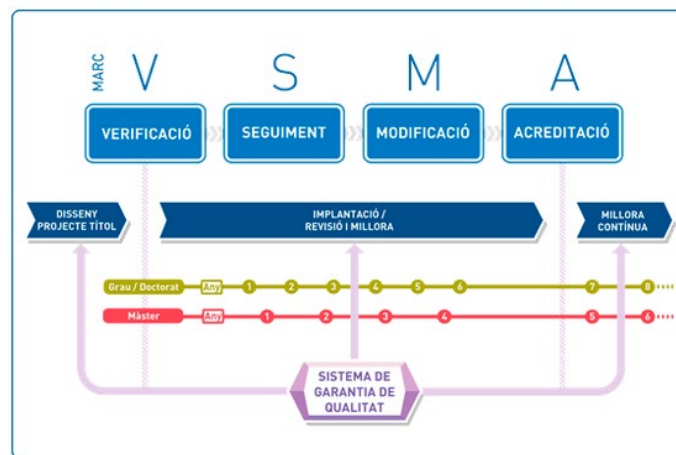 MARC
V S M A
VERIFICACIÓ SEGUIMENT MODIFICACIÓ ACREDITACIÓ
DISSENY
PROJECTE TÍTOL
IMPLANTACIÓ /
REVISIÓ I MILLORA
MILLORA
CONTÍNUA
Grau / Doctorat Any 1 2 3 4 5 6 7 8
Màster Any 1 2 3 4 5 6
SISTEMA DE
GARANTIA DE
QUALITAT